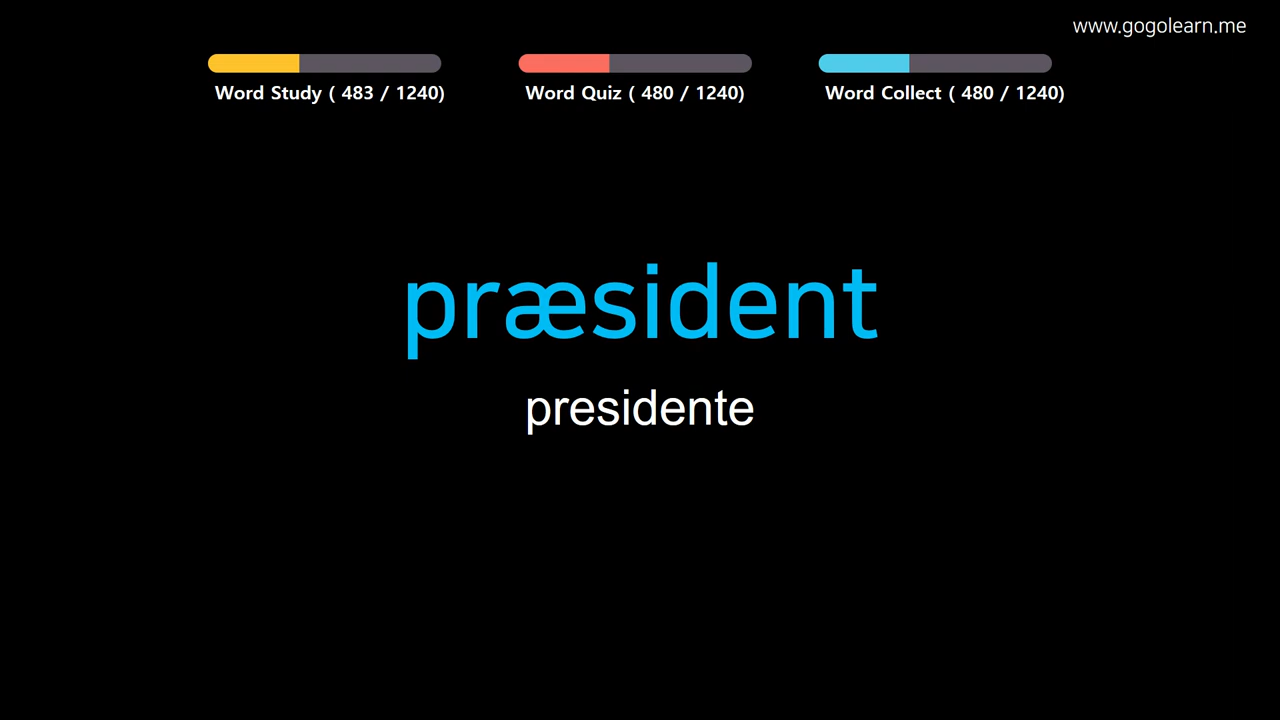 www.gogolearn.me
Word Study ( 483 / 1240)
Word Quiz ( 480 / 1240)
Word Collect ( 480 / 1240)
præsident
presidente